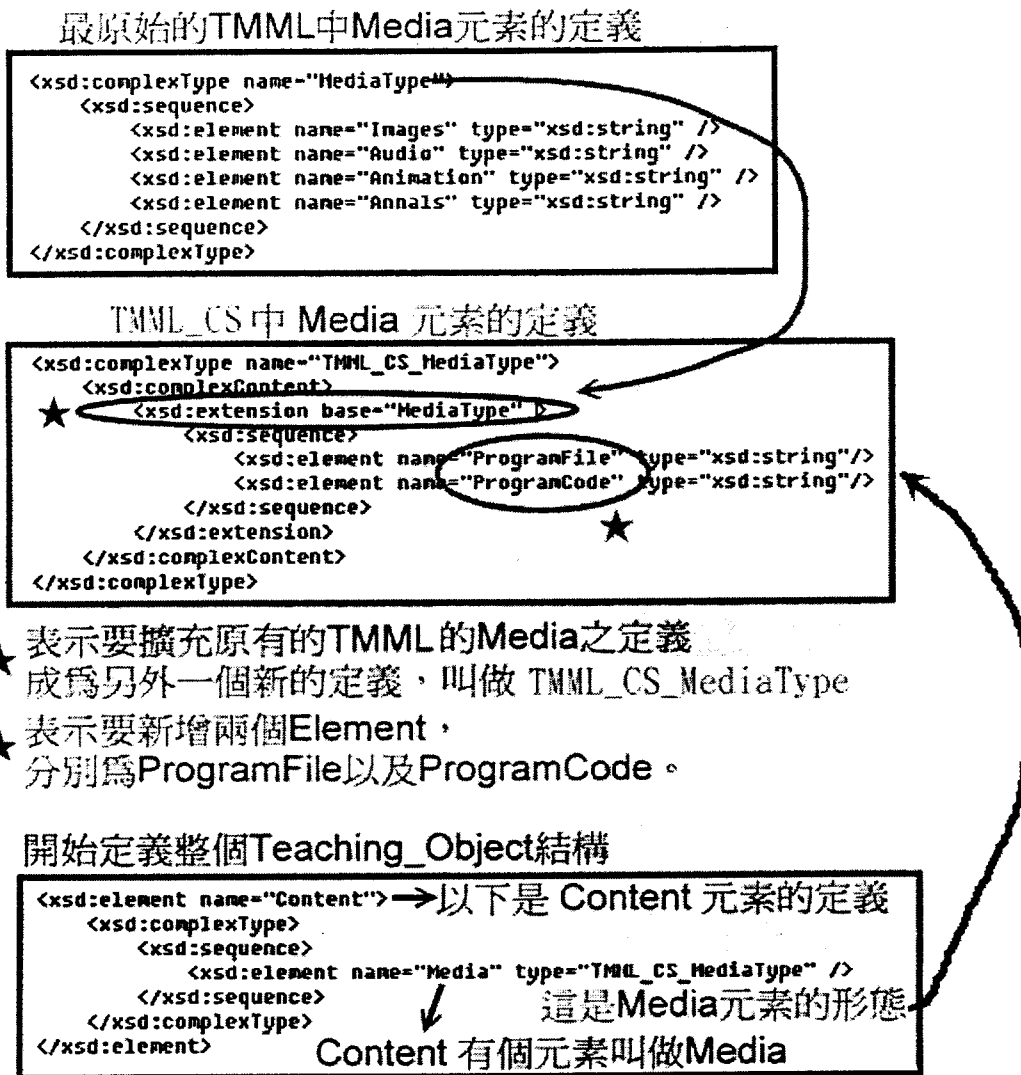 最原始的TMML中Media元素的定義
<xsd:complexType name="MediaType">
<xsd:sequence>
<xsd:element name="Images" type="xsd:string" />
<xsd:element name="Audio" type="xsd:string" />
<xsd:element name="Animation" type="xsd:string" />
<xsd:element name="Annals" type="xsd:string" />
</xsd:sequence>
</xsd:complexType>
TMML_CS 中 Media 元素的定義
<xsd:complexType name="TMML_CS_MediaType">
<xsd:complexContent>
★ <xsd:extension base="MediaType" >
<xsd:sequence>
<xsd:element name="ProgramFile" type="xsd:string"/>
<xsd:element name="ProgramCode" type="xsd:string"/>
</xsd:sequence>
</xsd:extension> ★
</xsd:complexContent>
</xsd:complexType>
★ 表示要擴充原有的TMML的Media之定義
成爲另外一個新的定義,叫做 TMML_CS_MediaType
★ 表示要新增兩個Element,
分別爲ProgramFile以及ProgramCode。
開始定義整個Teaching_Object結構
<xsd:element name="Content"> 以下是 Content 元素的定義
<xsd:complexType>
<xsd:sequence>
<xsd:element name="Media" type="TMML_CS_MediaType" />
</xsd:sequence> 這是Media元素的形態
</xsd:complexType>
</xsd:element> Content 有個元素叫做Media